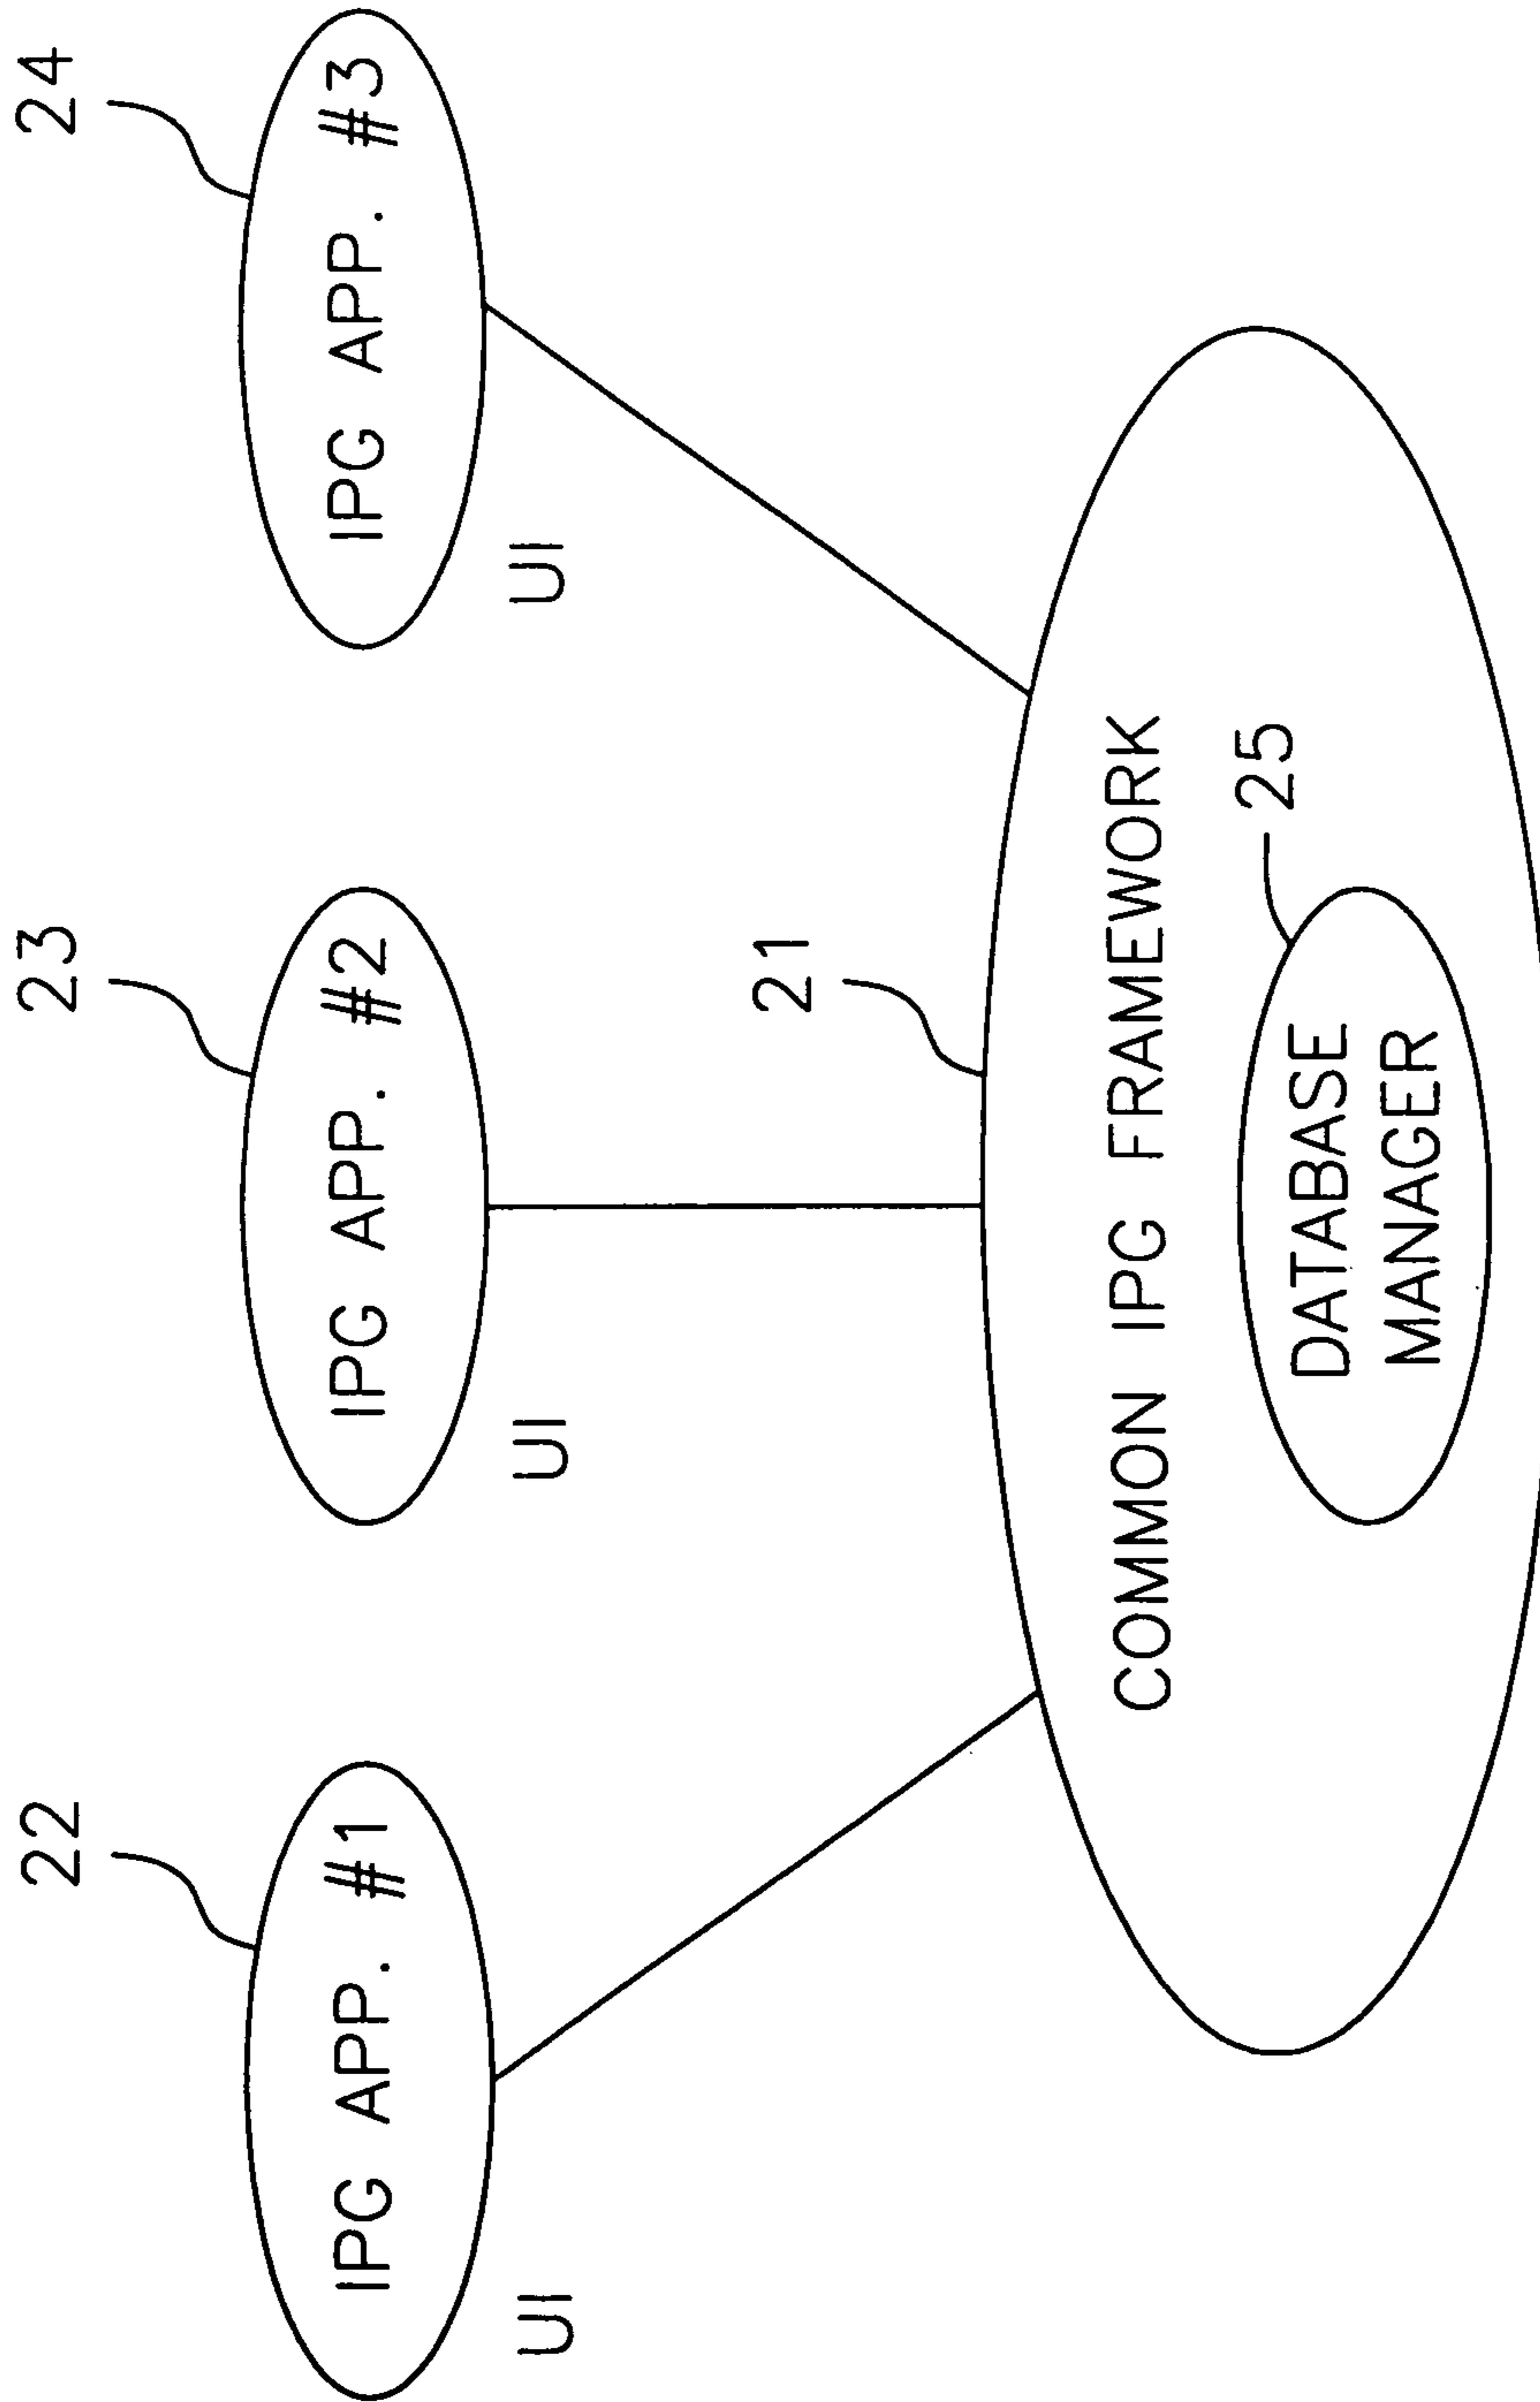 22
23
24
IPG APP. #1
IPG APP. #2
IPG APP. #3
UI
UI
UI
21
COMMON IPG FRAMEWORK
25
DATABASE
MANAGER